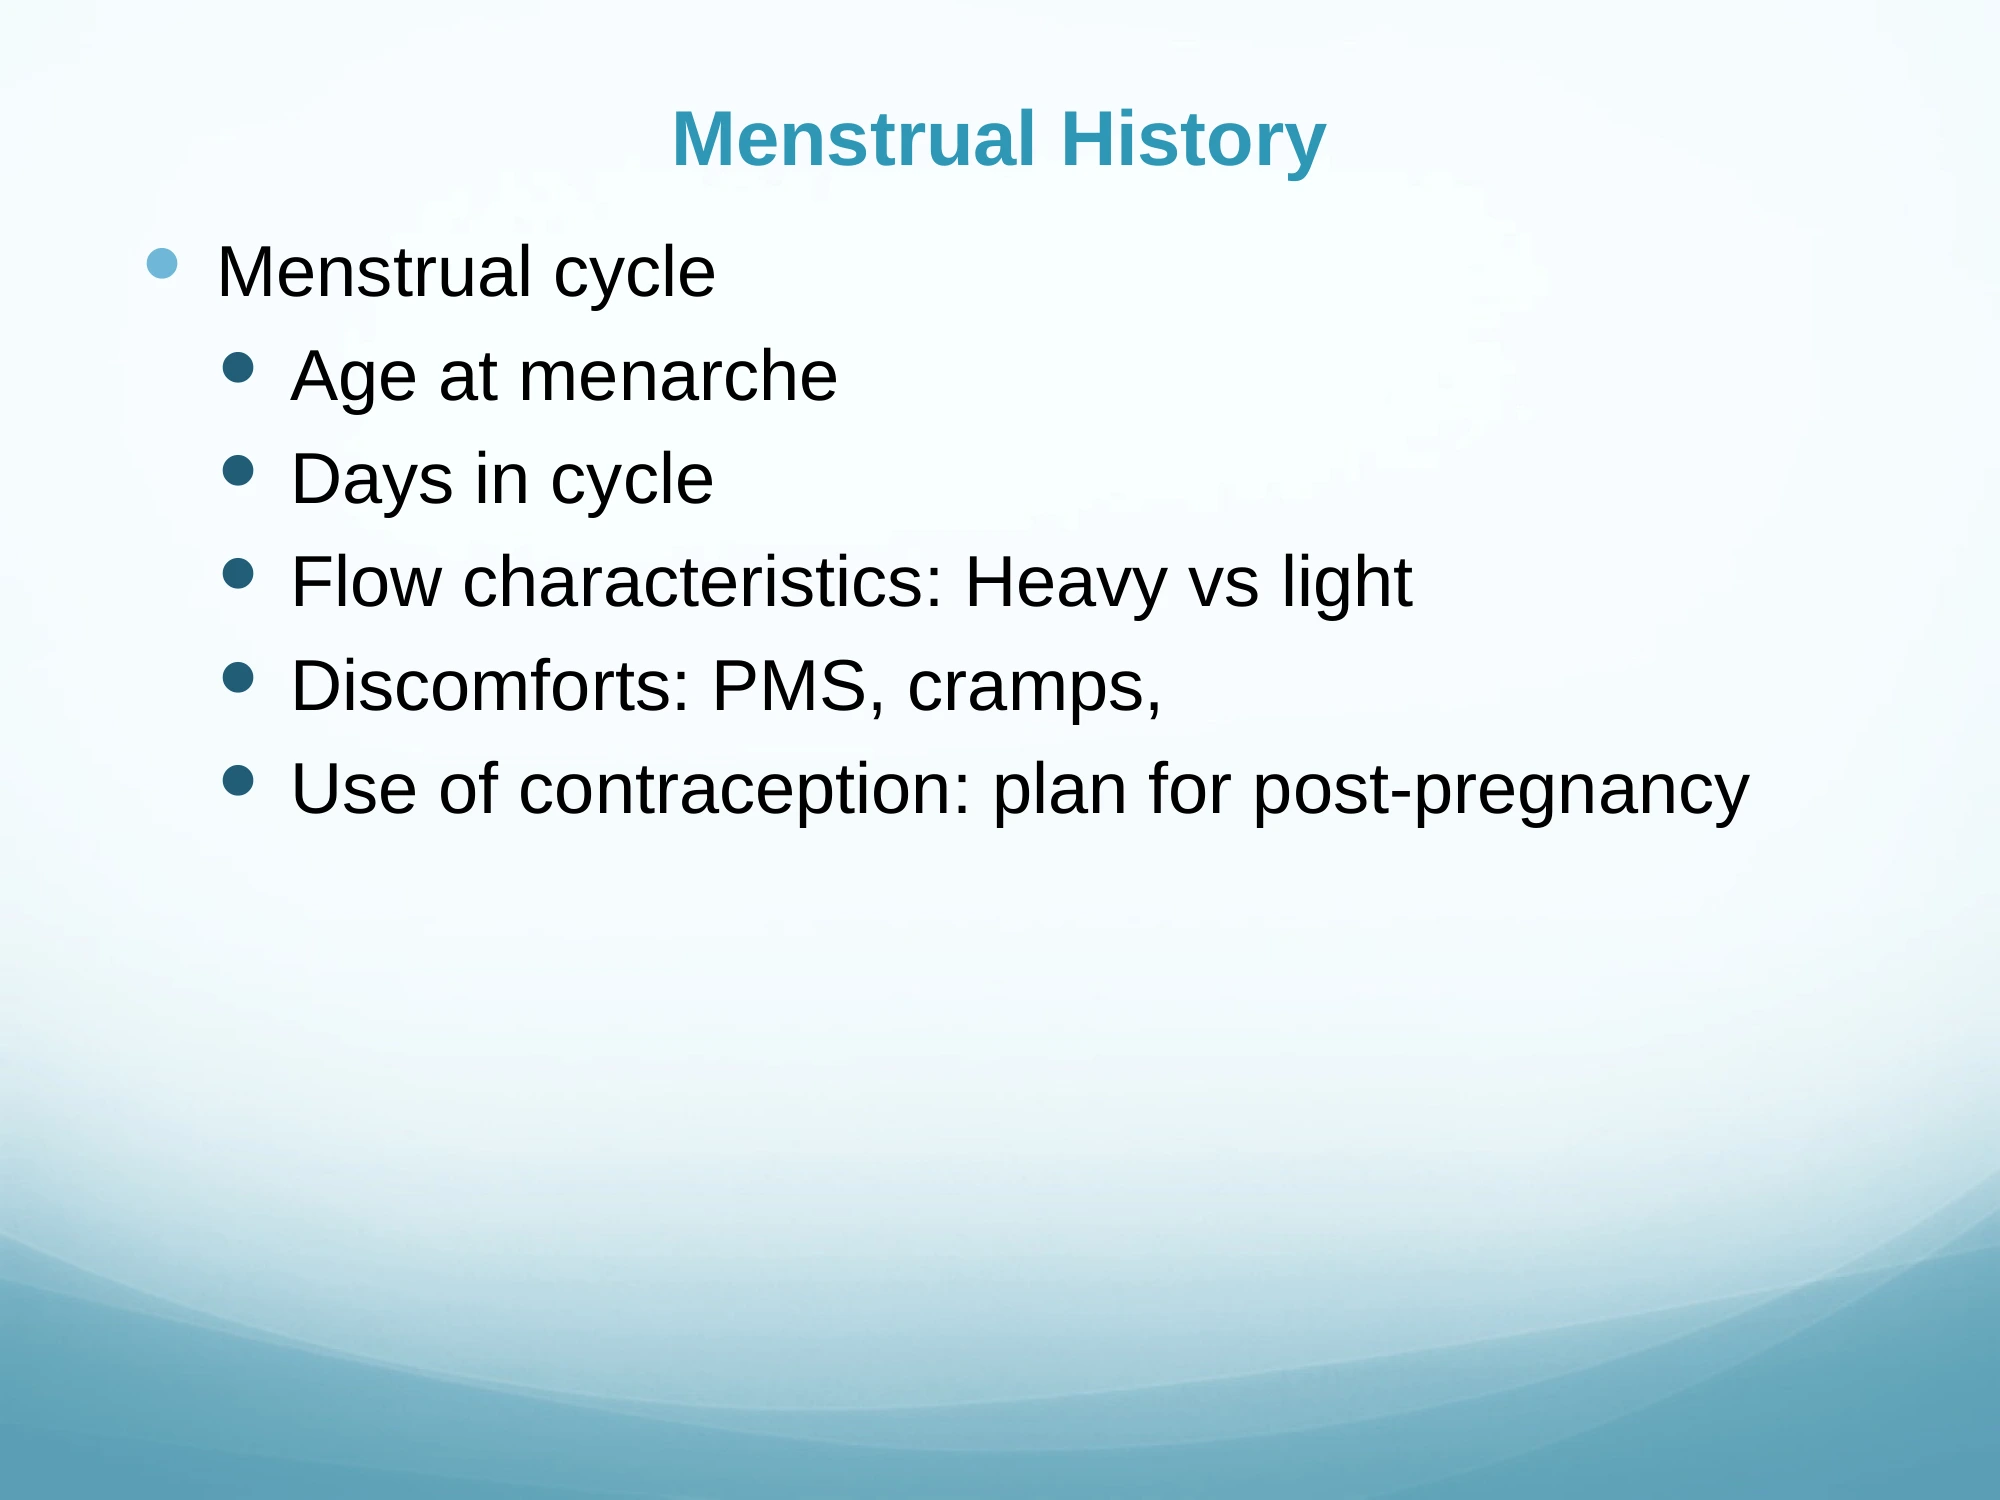 Menstrual History
Menstrual cycle
Age at menarche
Days in cycle
Flow characteristics: Heavy vs light
Discomforts: PMS, cramps,
Use of contraception: plan for post-pregnancy